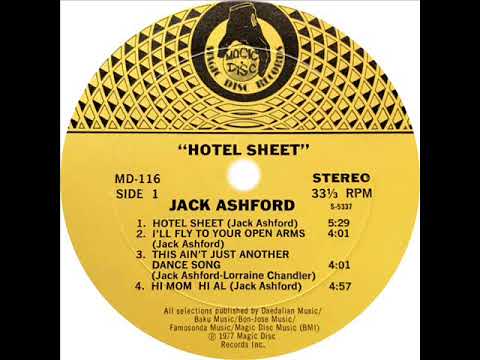 MAGIC
DISC
MAGIC DISC RECORDS
"HOTEL SHEET"
MD-116 STEREO
SIDE 1 33⅓ RPM
JACK ASHFORD S-5337
1. HOTEL SHEET (Jack Ashford) 5:29
2. I'LL FLY TO YOUR OPEN ARMS 4:01
(Jack Ashford)
3. THIS AIN'T JUST ANOTHER
DANCE SONG 4:01
(Jack Ashford-Lorraine Chandler)
4. HI MOM HI AL (Jack Ashford) 4:57
All selections published by Daedalian Music/
Baku Music/Bon-Jose Music/
Famosonda Music/Magic Disc Music (BMI)
Ⓟ 1977 Magic Disc
Records Inc.